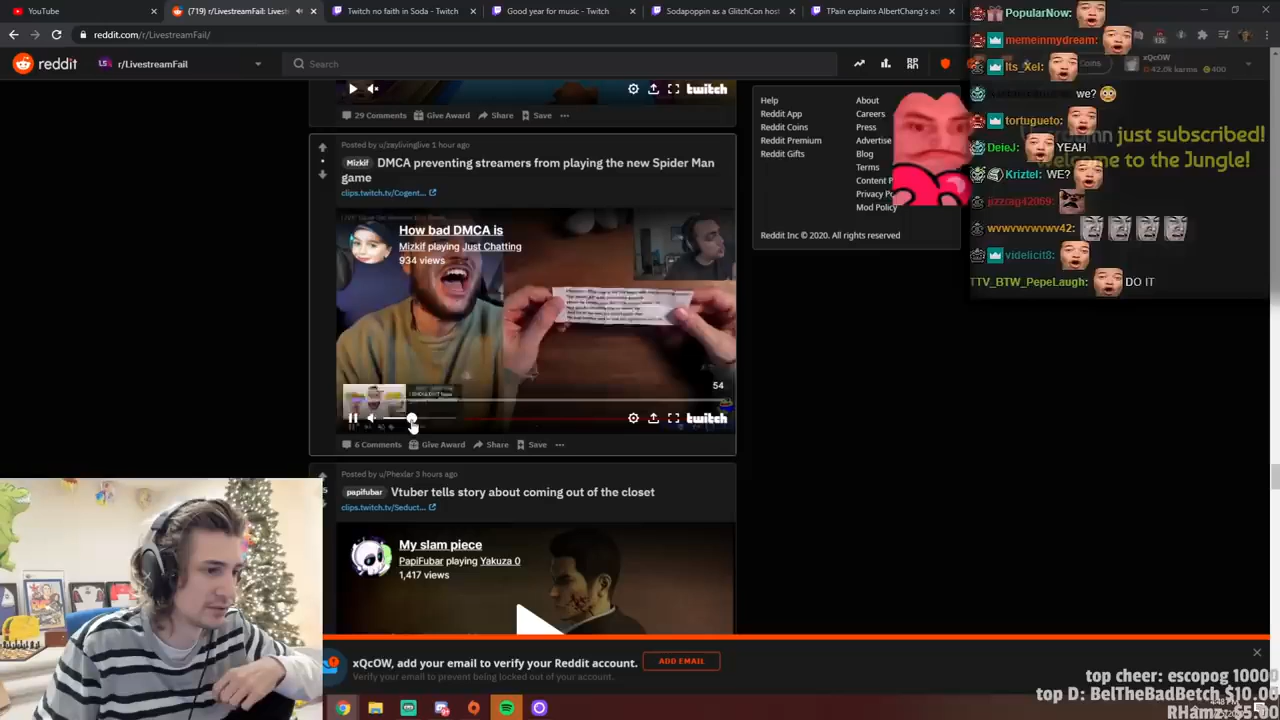 YouTube
(719) r/LivestreamFail: Livest
Twitch no faith in Soda - Twitch
Good year for music - Twitch
Sodapoppin as a GlitchCon host
TPain explains AlbertChang's act
reddit.com/r/LivestreamFail/
reddit
r/LivestreamFail
Search
Coins
xQcOW
42.0k karma
400
twitch
29 Comments
Give Award
Share
Save
Posted by u/zaylivinglive 1 hour ago
Mizkif
DMCA preventing streamers from playing the new Spider Man
game
clips.twitch.tv/Cogent...
How bad DMCA is
Mizkif playing Just Chatting
934 views
54
twitch
6 Comments
Give Award
Share
Save
Posted by u/Phexlar 3 hours ago
papifubar
Vtuber tells story about coming out of the closet
clips.twitch.tv/Seduct...
My slam piece
PapiFubar playing Yakuza 0
1,417 views
Help
Reddit App
Reddit Coins
Reddit Premium
Reddit Gifts
About
Careers
Press
Advertise
Blog
Terms
Content P
Privacy Po
Mod Policy
Reddit Inc © 2020. All rights reserved
PopularNow:
memeinmydream:
Its_Xel:
we?
tortugueto:
just subscribed!
DeieJ: YEAH
elcome to the Jungle!
Kriztel: WE?
jizzrag42069:
wvwvwvwvwv42:
videlicit8:
TTV_BTW_PepeLaugh: DO IT
xQcOW, add your email to verify your Reddit account.
ADD EMAIL
Verify your email to prevent being locked out of your account.
top cheer: escopog 10000
top D: BelTheBadBetch $10.00
RHamz $5.00